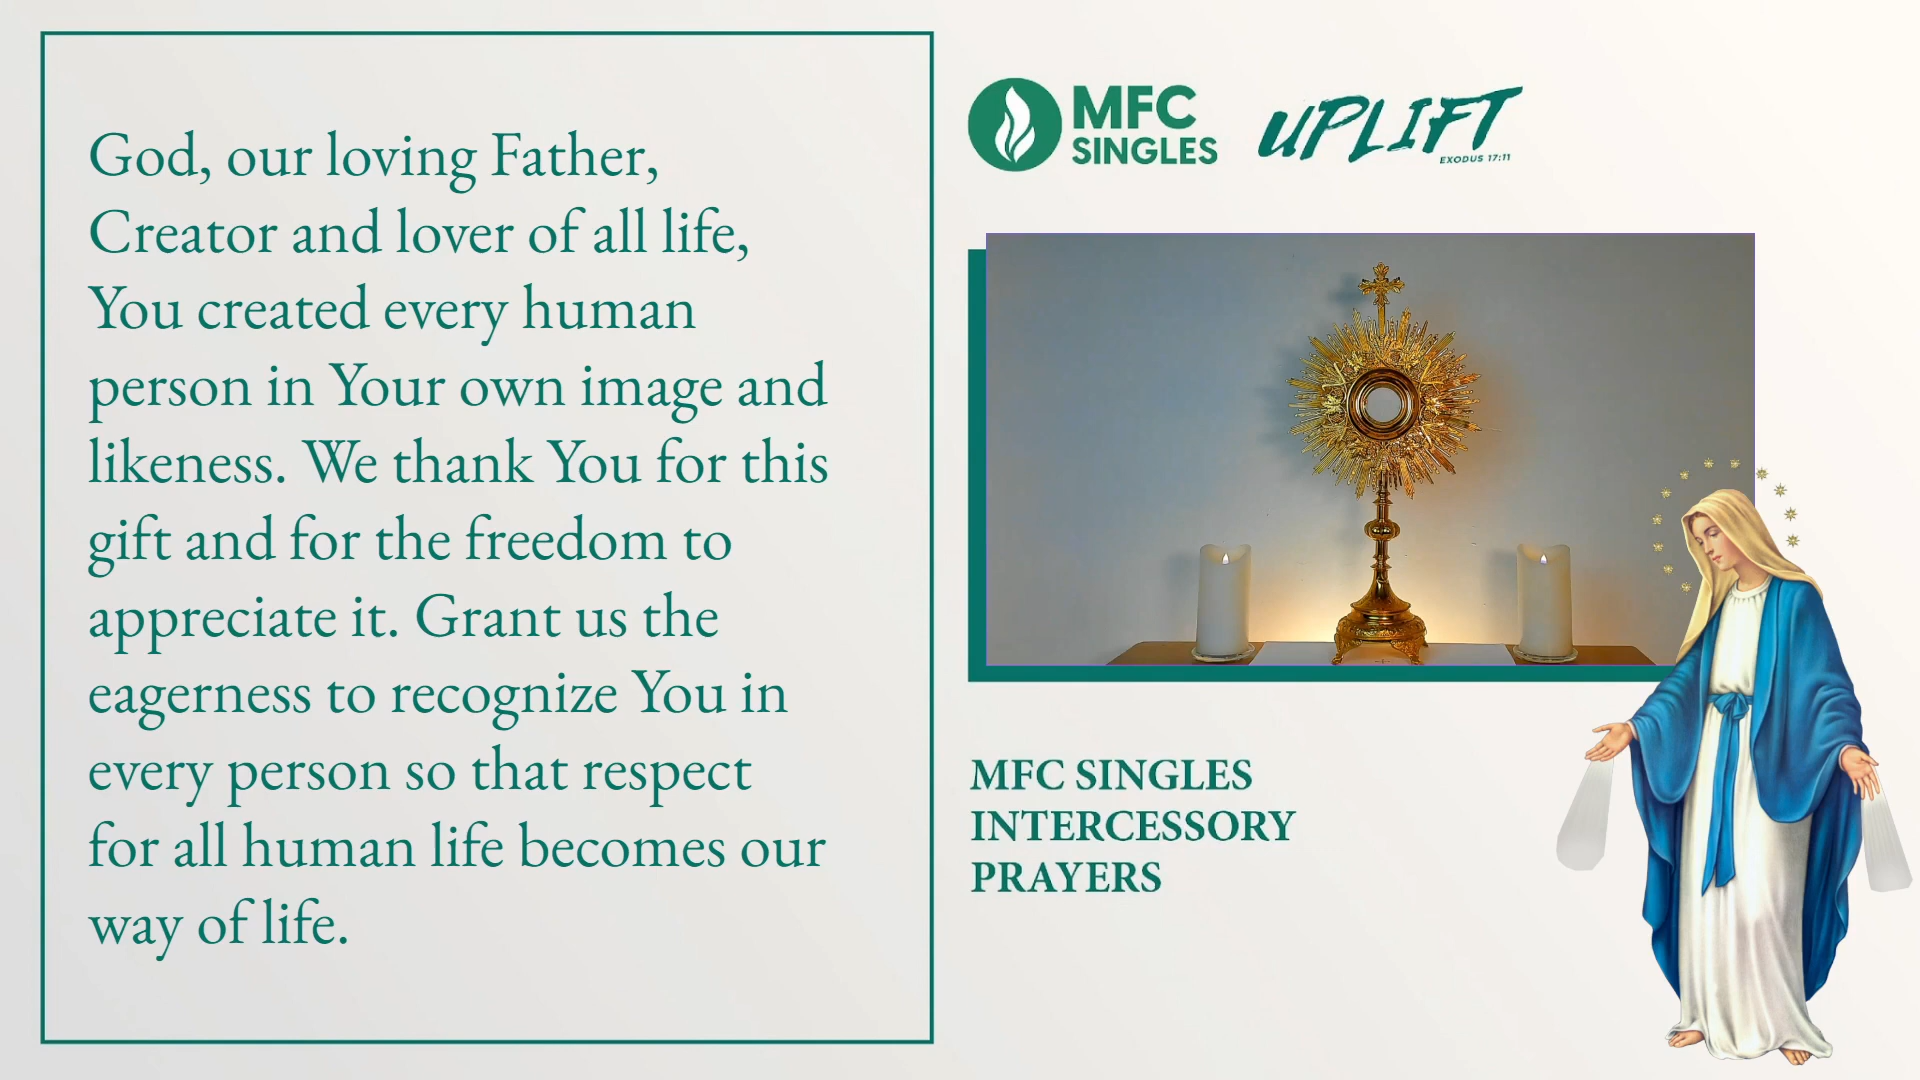 God, our loving Father,
Creator and lover of all life,
You created every human
person in Your own image and
likeness. We thank You for this
gift and for the freedom to
appreciate it. Grant us the
eagerness to recognize You in
every person so that respect
for all human life becomes our
way of life.
MFC
SINGLES
UPLIFT
EXODUS 17:11
MFC SINGLES
INTERCESSORY
PRAYERS